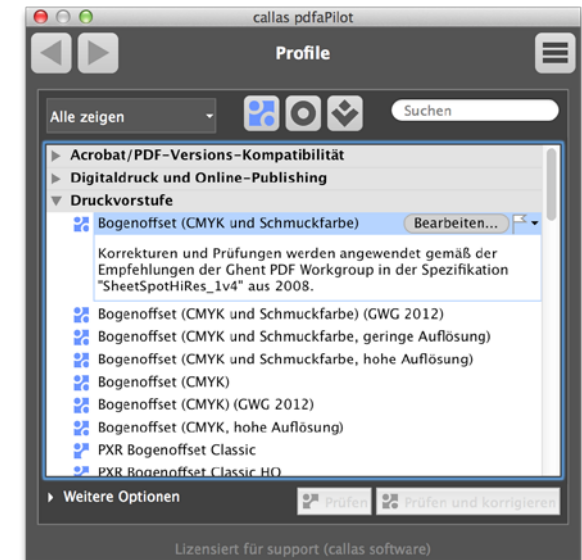 callas pdfaPilot
Profile
Alle zeigen
Suchen
Acrobat/PDF-Versions-Kompatibilität
Digitaldruck und Online-Publishing
Druckvorstufe
Bogenoffset (CMYK und Schmuckfarbe) Bearbeiten...
Korrekturen und Prüfungen werden angewendet gemäß der
Empfehlungen der Ghent PDF Workgroup in der Spezifikation
"SheetSpotHiRes_1v4" aus 2008.
Bogenoffset (CMYK und Schmuckfarbe) (GWG 2012)
Bogenoffset (CMYK und Schmuckfarbe, geringe Auflösung)
Bogenoffset (CMYK und Schmuckfarbe, hohe Auflösung)
Bogenoffset (CMYK)
Bogenoffset (CMYK) (GWG 2012)
Bogenoffset (CMYK, hohe Auflösung)
PXR Bogenoffset Classic
PXR Bogenoffset Classic HQ
Weitere Optionen
Prüfen
Prüfen und korrigieren
Lizensiert für support (callas software)